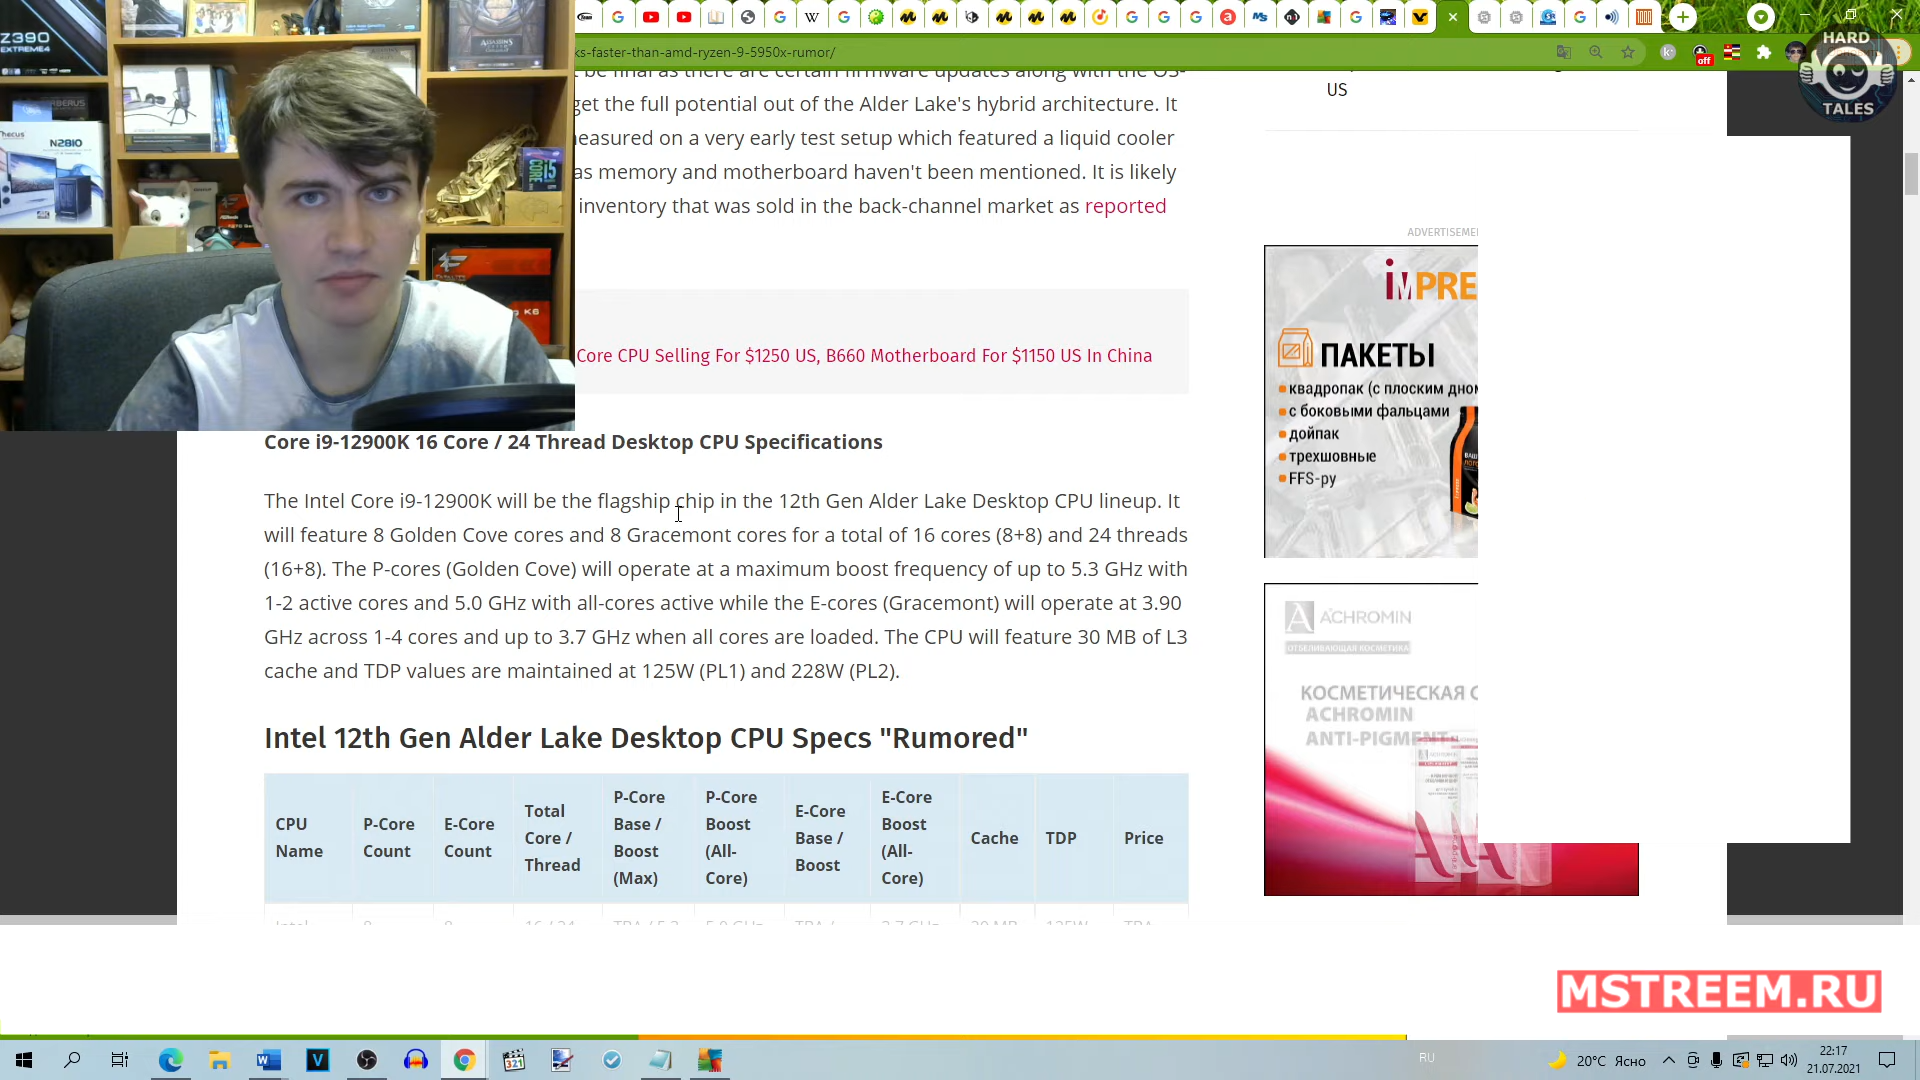 ks-faster-than-amd-ryzen-9-5950x-rumor/
off
HARD
TALES
Z390
EXTREME4
N2810
CORE i5
K6
get the full potential out of the Alder Lake's hybrid architecture. It
measured on a very early test setup which featured a liquid cooler
as memory and motherboard haven't been mentioned. It is likely
inventory that was sold in the back-channel market as reported
US
Core CPU Selling For $1250 US, B660 Motherboard For $1150 US In China
Core i9-12900K 16 Core / 24 Thread Desktop CPU Specifications
The Intel Core i9-12900K will be the flagship chip in the 12th Gen Alder Lake Desktop CPU lineup. It
will feature 8 Golden Cove cores and 8 Gracemont cores for a total of 16 cores (8+8) and 24 threads
(16+8). The P-cores (Golden Cove) will operate at a maximum boost frequency of up to 5.3 GHz with
1-2 active cores and 5.0 GHz with all-cores active while the E-cores (Gracemont) will operate at 3.90
GHz across 1-4 cores and up to 3.7 GHz when all cores are loaded. The CPU will feature 30 MB of L3
cache and TDP values are maintained at 125W (PL1) and 228W (PL2).
Intel 12th Gen Alder Lake Desktop CPU Specs "Rumored"
CPU Name
P-Core Count
E-Core Count
Total Core / Thread
P-Core Base / Boost (Max)
P-Core Boost (All-Core)
E-Core Base / Boost
E-Core Boost (All-Core)
Cache
TDP
Price
ADVERTISEME
iMPRE
ПАКЕТЫ
квадропак (с плоским дном
с боковыми фальцами
дойпак
трехшовные
FFS-ру
ACHROMIN
ОТБЕЛИВАЮЩАЯ КОСМЕТИКА
КОСМЕТИЧЕСКАЯ С
ACHROMIN
ANTI-PIGMENT
MSTREEM.RU
RU
20°C Ясно
22:17
21.07.2021